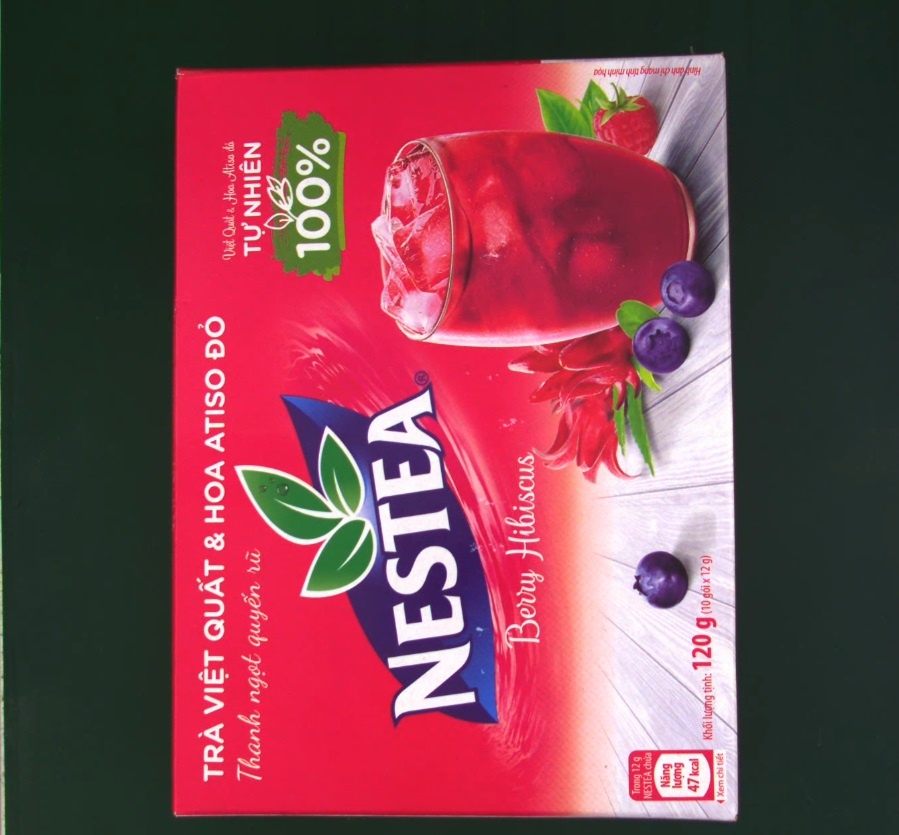 TRÀ VIỆT QUẤT & HOA ATISO ĐỎ
Thanh ngọt quyến rũ
Việt Quất & Hoa Atiso đỏ
TỰ NHIÊN
100%
NESTEA®
Berry Hibiscus
Trong 12 g
NESTEA chứa
Năng
lượng
47 kcal
Xem chi tiết
Khối lượng tịnh: 120 g (10 gói x 12 g)
Hình ảnh chỉ mang tính minh họa